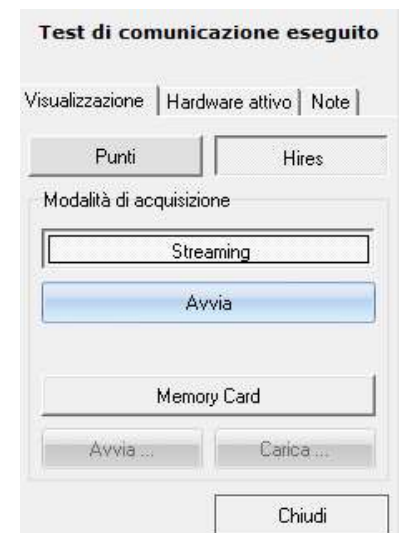 Test di comunicazione eseguito
Visualizzazione Hardware attivo Note
Punti Hires
Modalità di acquisizione
Streaming
Avvia
Memory Card
Avvia ... Carica ...
Chiudi